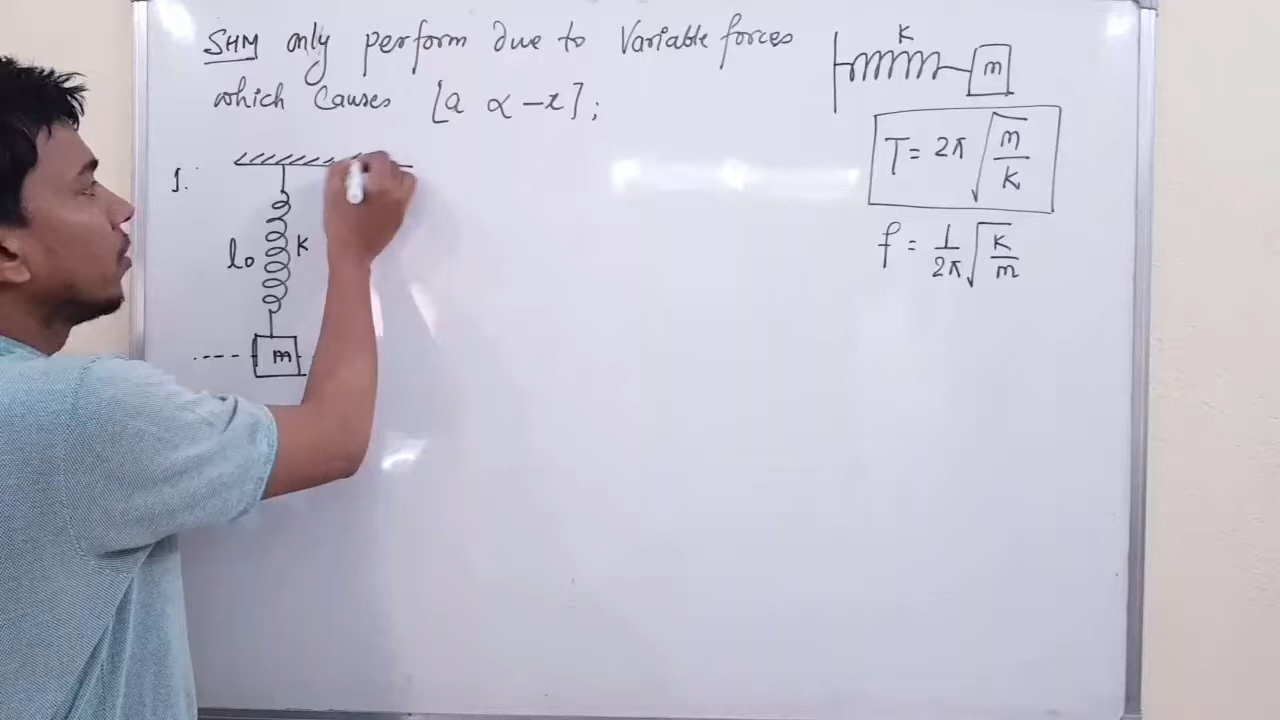 SHM only perform due to Variable forces
which causes [a ∝ -x];
K
m
T = 2π √(m/K)
f = 1/2π √(K/m)
1.
l₀
K
m